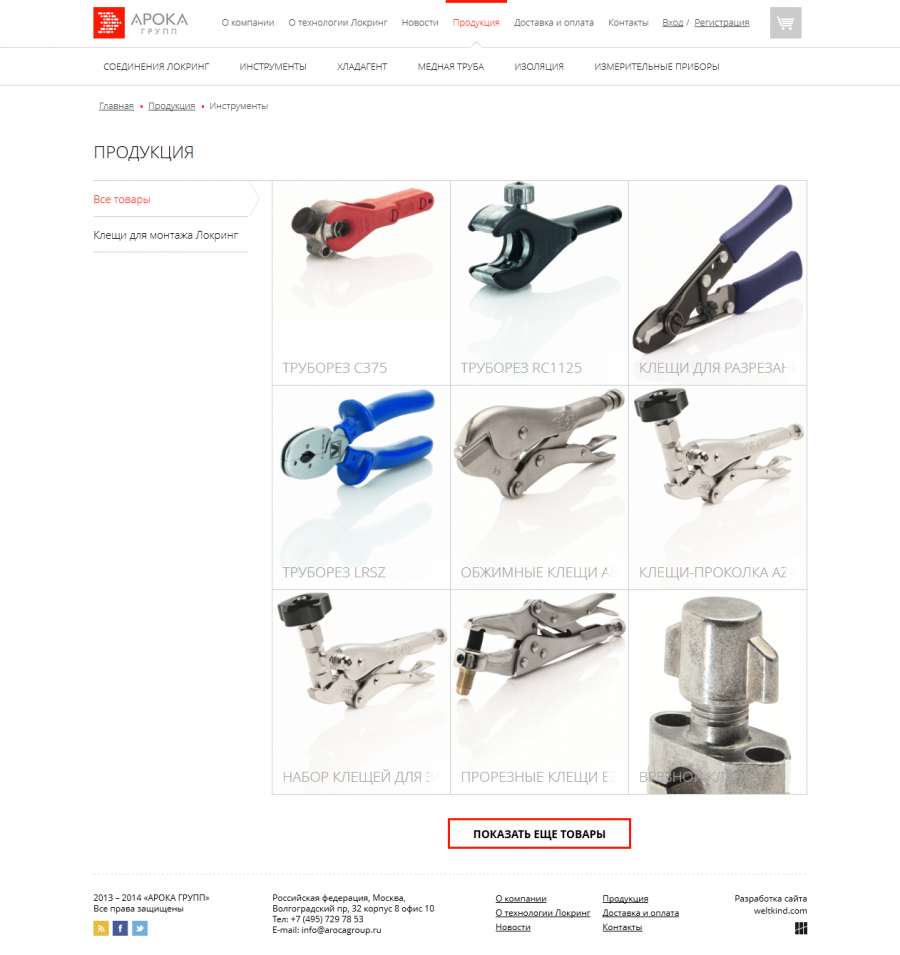 АРОКА
ГРУПП
О компании
О технологии Локринг
Новости
Продукция
Доставка и оплата
Контакты
Вход / Регистрация
СОЕДИНЕНИЯ ЛОКРИНГ
ИНСТРУМЕНТЫ
ХЛАДАГЕНТ
МЕДНАЯ ТРУБА
ИЗОЛЯЦИЯ
ИЗМЕРИТЕЛЬНЫЕ ПРИБОРЫ
Главная • Продукция • Инструменты
ПРОДУКЦИЯ
Все товары
Клещи для монтажа Локринг
ТРУБОРЕЗ C375
ТРУБОРЕЗ RC1125
КЛЕЩИ ДЛЯ РАЗРЕЗАН
ТРУБОРЕЗ LRSZ
ОБЖИМНЫЕ КЛЕЩИ
КЛЕЩИ-ПРОКОЛКА AZ
НАБОР КЛЕЩЕЙ ДЛЯ
ПРОРЕЗНЫЕ КЛЕЩИ
ПОКАЗАТЬ ЕЩЕ ТОВАРЫ
2013 – 2014 «АРОКА ГРУПП»
Все права защищены
Российская федерация, Москва,
Волгоградский пр, 32 корпус 8 офис 10
Тел: +7 (495) 729 78 53
E-mail: info@arocagroup.ru
О компании
О технологии Локринг
Новости
Продукция
Доставка и оплата
Контакты
Разработка сайта
weltkind.com